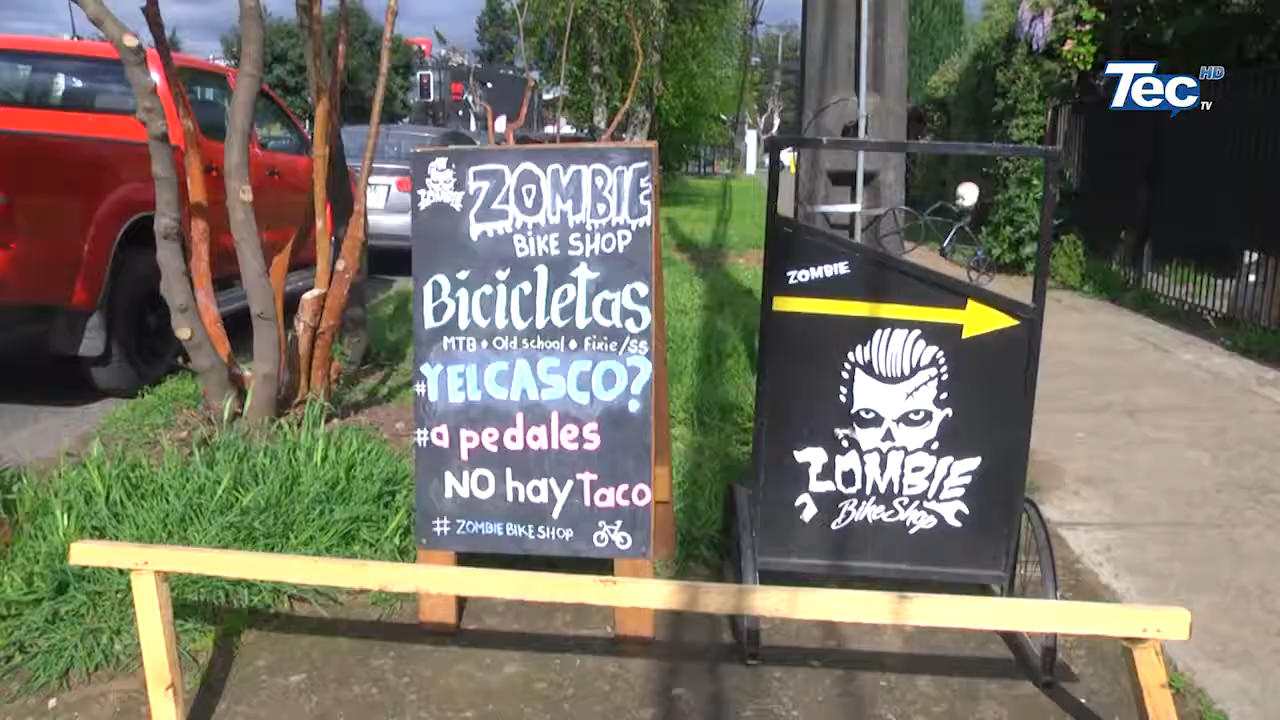 Tec HD
TV
ZOMBIE
ZOMBIE
BIKE SHOP
Bicicletas
MTB • Old school • Fixie/SS
#YELCASCO?
#a pedales
NO hay Taco
# ZOMBIE BIKE SHOP
ZOMBIE
ZOMBIE
BikeShop